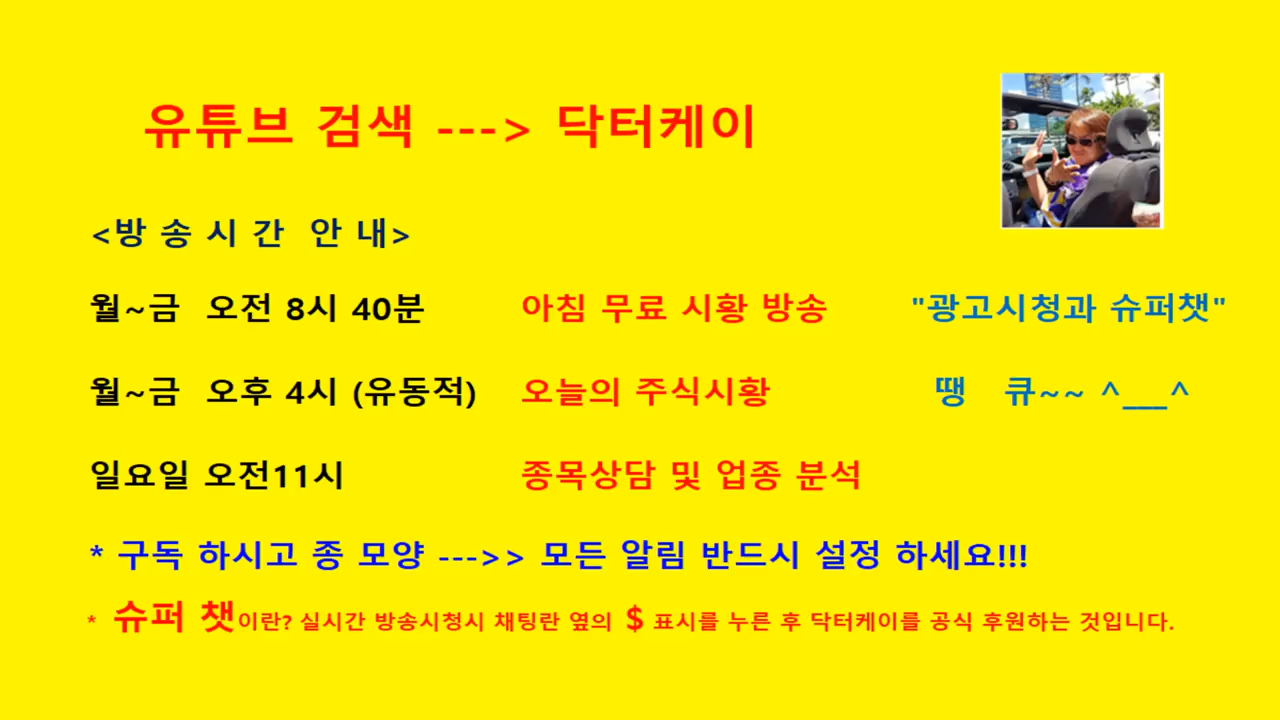 유튜브 검색 ---> 닥터케이
<방 송 시 간 안 내>
월~금 오전 8시 40분 아침 무료 시황 방송 "광고시청과 슈퍼챗"
월~금 오후 4시 (유동적) 오늘의 주식시황 땡 큐~~ ^___^
일요일 오전11시 종목상담 및 업종 분석
* 구독 하시고 종 모양 --->> 모든 알림 반드시 설정 하세요!!!
* 슈퍼 챗이란? 실시간 방송시청시 채팅란 옆의 $ 표시를 누른 후 닥터케이를 공식 후원하는 것입니다.